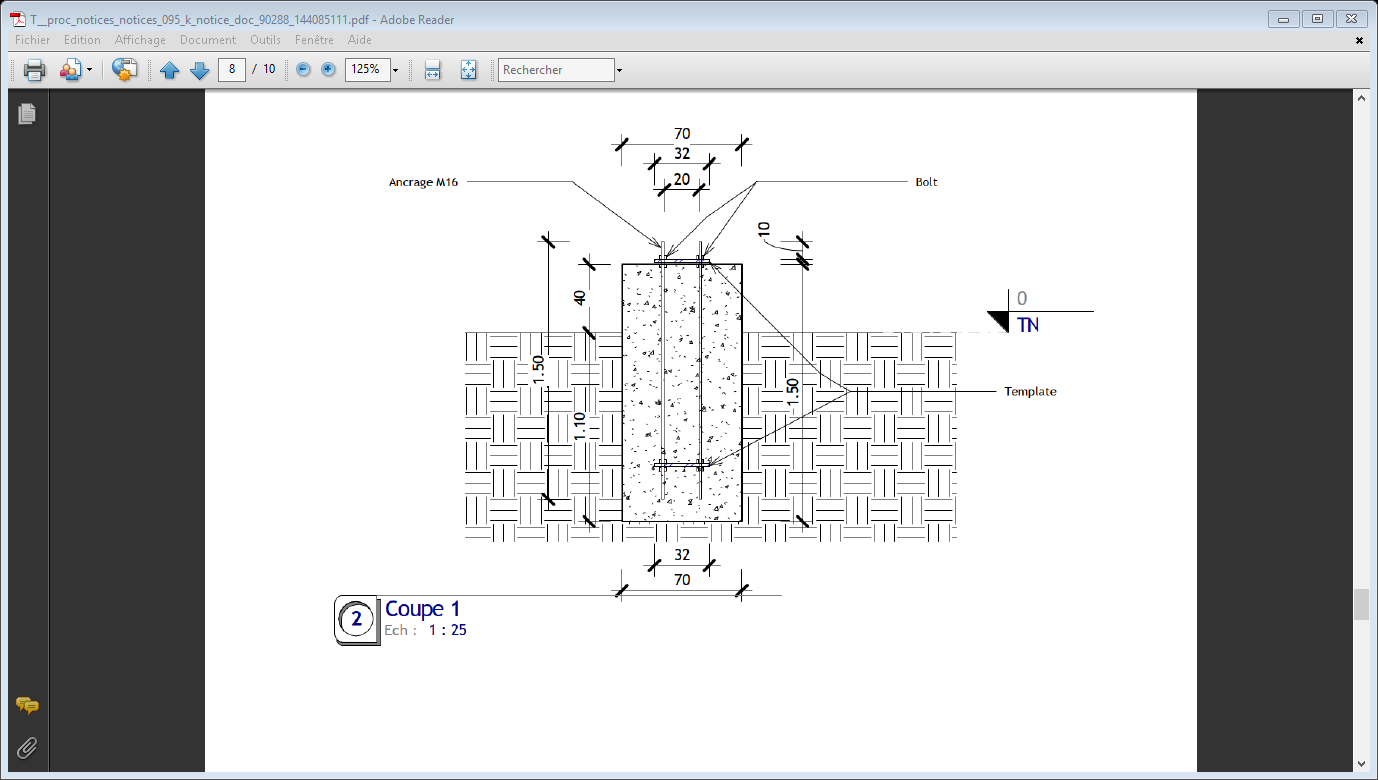 T__proc_notices_notices_095_k_notice_doc_90288_144085111.pdf - Adobe Reader
Fichier Edition Affichage Document Outils Fenêtre Aide
8 / 10 125% Rechercher
70
32
20
Ancrage M16
Bolt
10
40
0
TN
1.50
1.50
Template
1.10
32
70
2
Coupe 1
Ech : 1 : 25